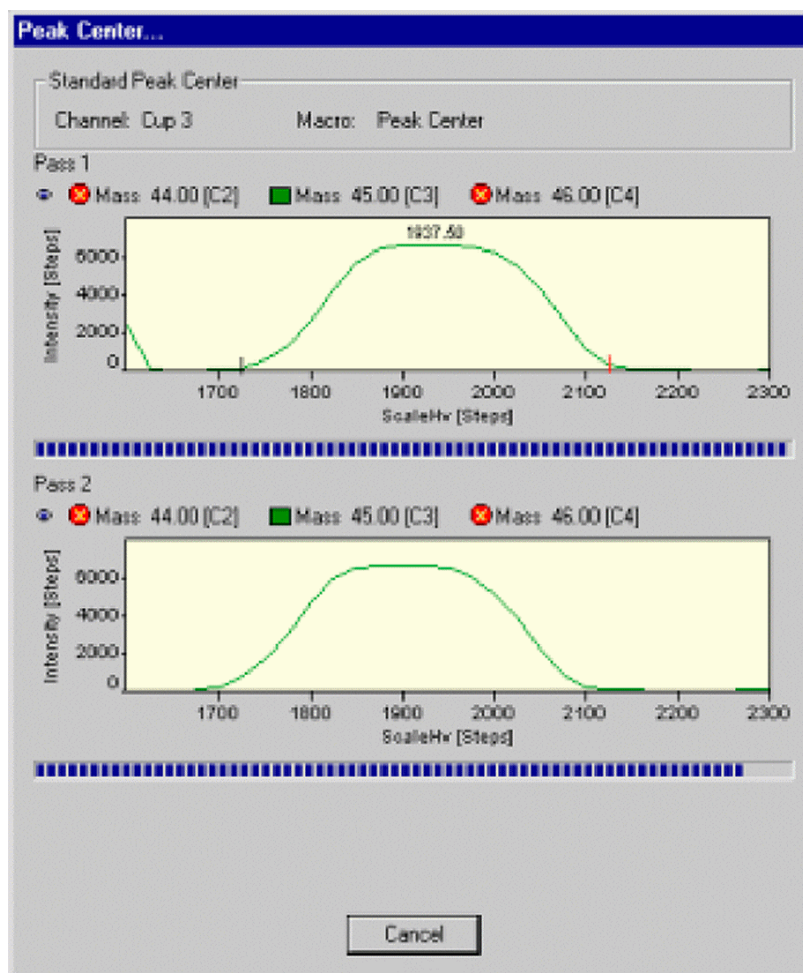 Peak Center...
Standard Peak Center
Channel: Cup 3 Macro: Peak Center
Pass 1
Mass 44.00 [C2] Mass 45.00 [C3] Mass 46.00 [C4]
1937.50
Intensity [Steps]
6000
4000
2000
0
1700 1800 1900 2000 2100 2200 2300
ScaleHv [Steps]
Pass 2
Mass 44.00 [C2] Mass 45.00 [C3] Mass 46.00 [C4]
Intensity [Steps]
6000
4000
2000
0
1700 1800 1900 2000 2100 2200 2300
ScaleHv [Steps]
Cancel